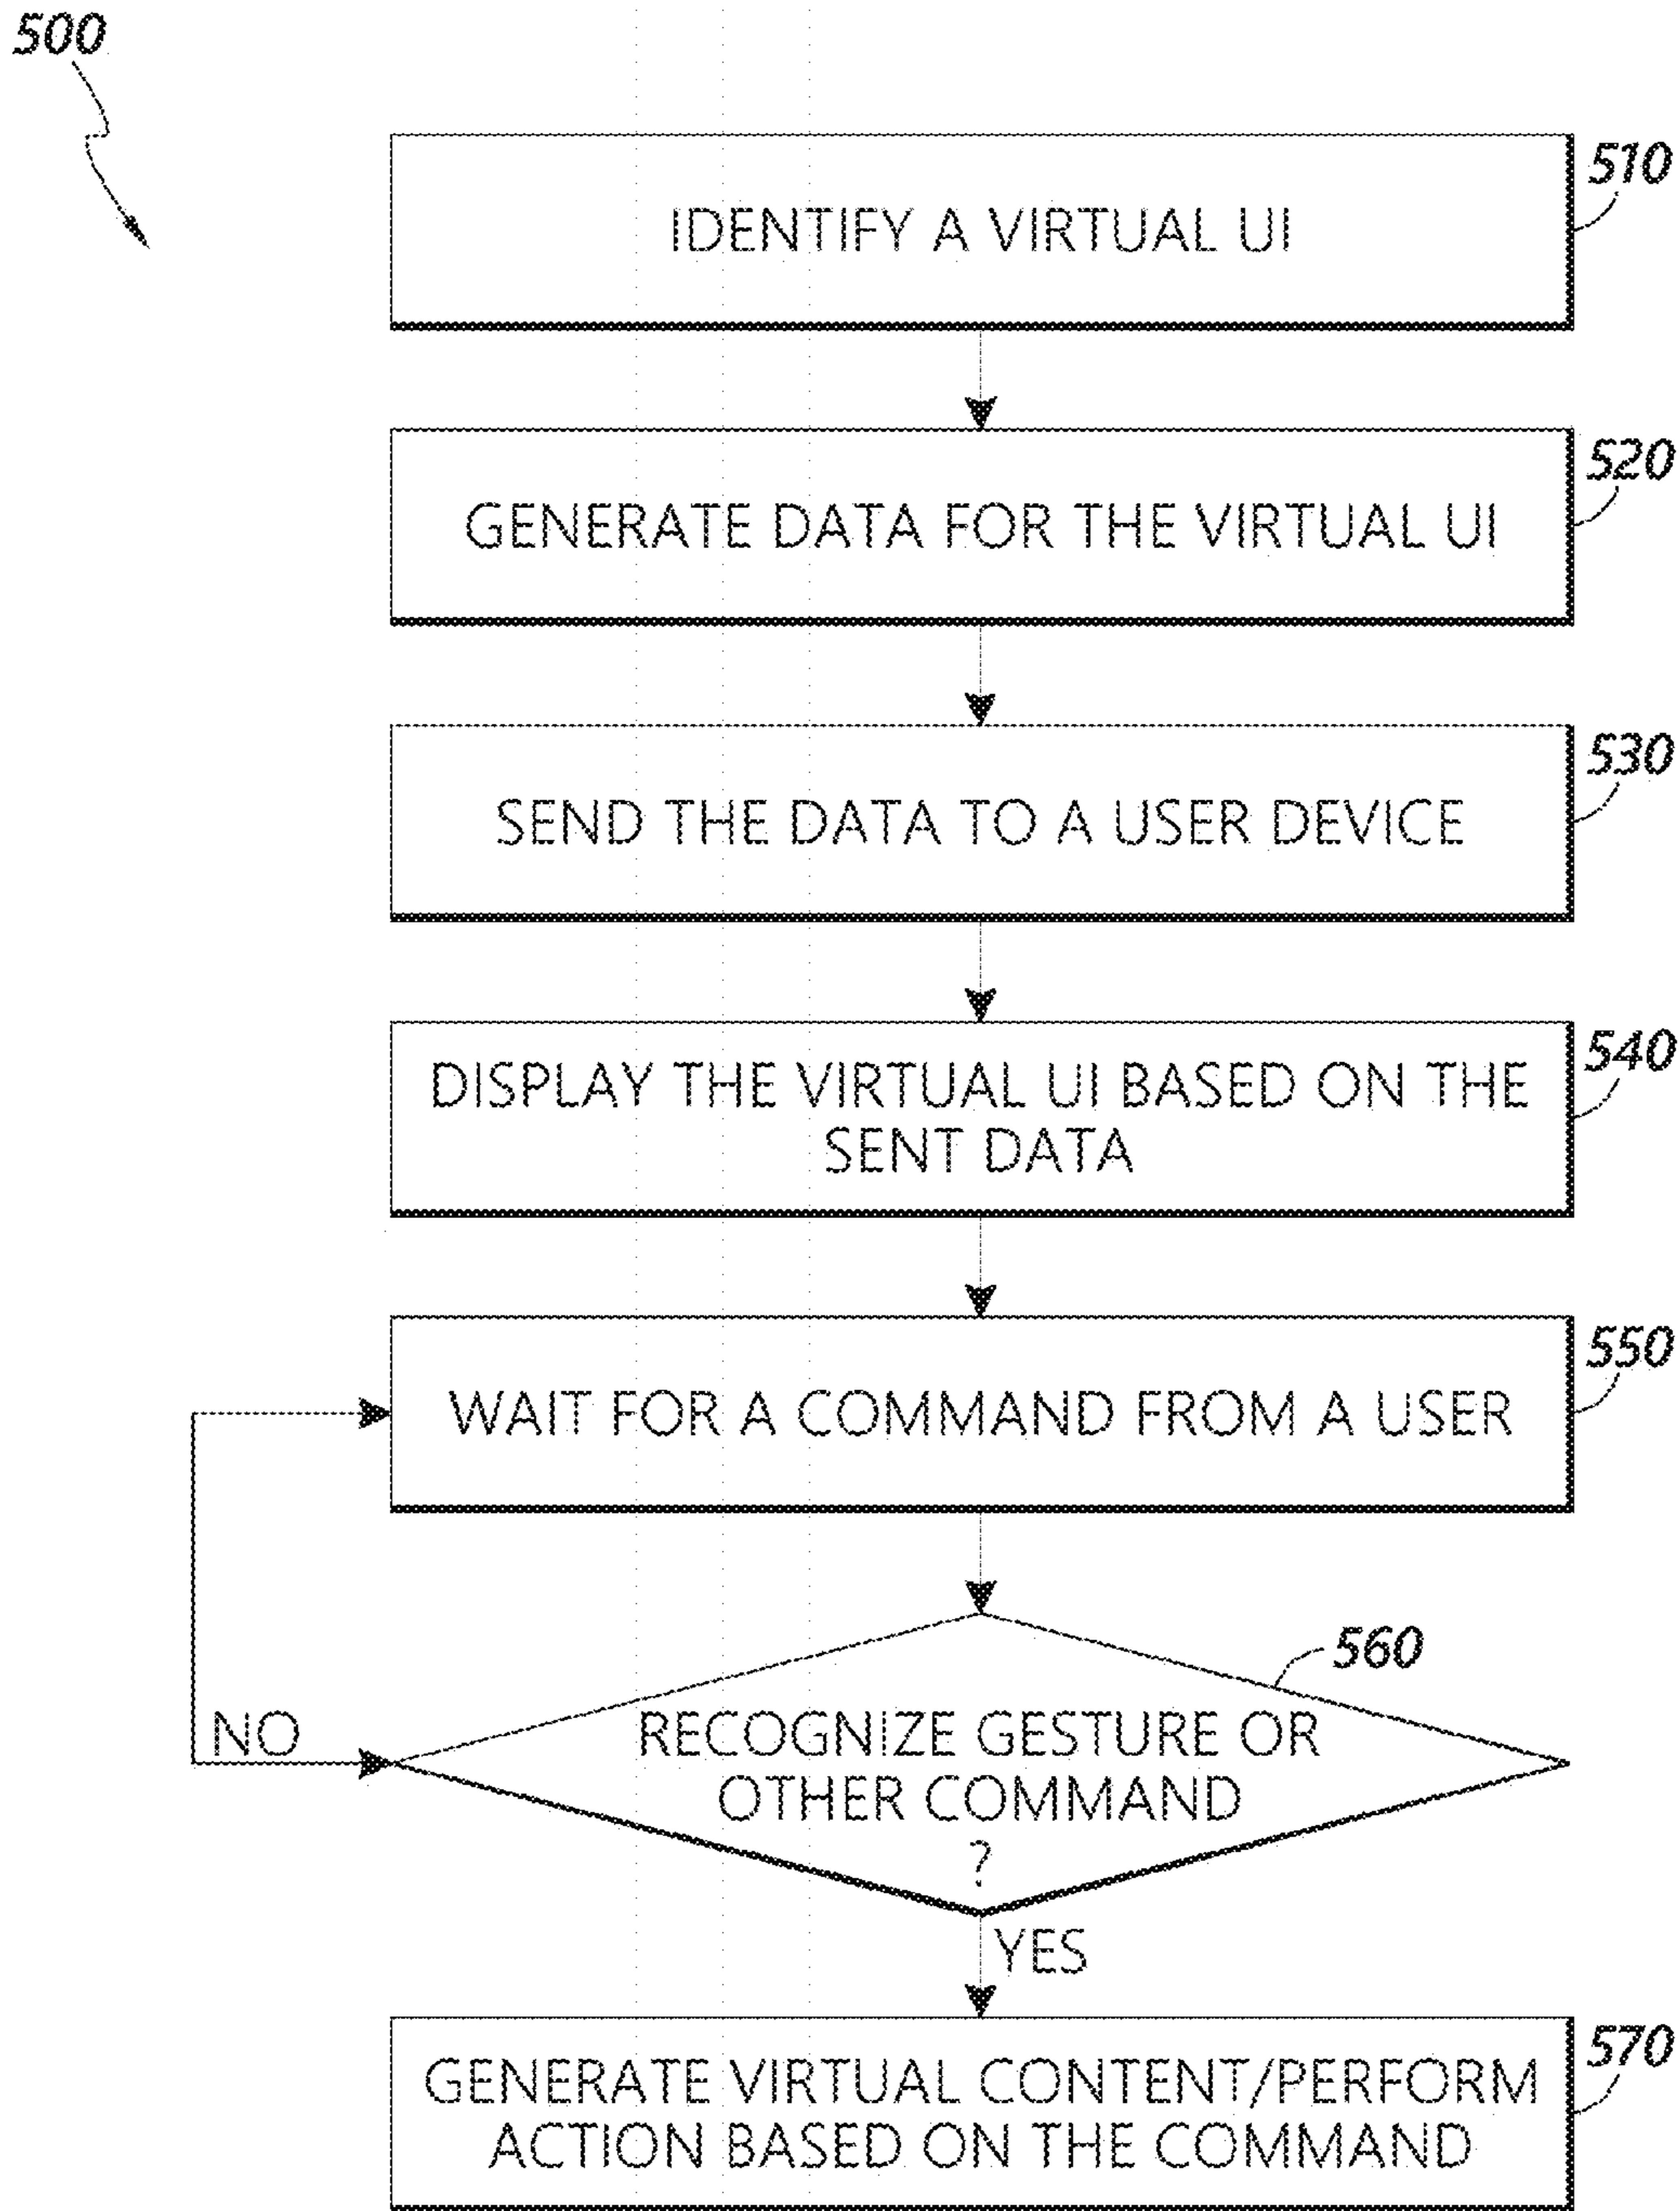 500
510
IDENTIFY A VIRTUAL UI
520
GENERATE DATA FOR THE VIRTUAL UI
530
SEND THE DATA TO A USER DEVICE
540
DISPLAY THE VIRTUAL UI BASED ON THE
SENT DATA
550
WAIT FOR A COMMAND FROM A USER
560
NO
RECOGNIZE GESTURE OR
OTHER COMMAND
?
YES
570
GENERATE VIRTUAL CONTENT/PERFORM
ACTION BASED ON THE COMMAND